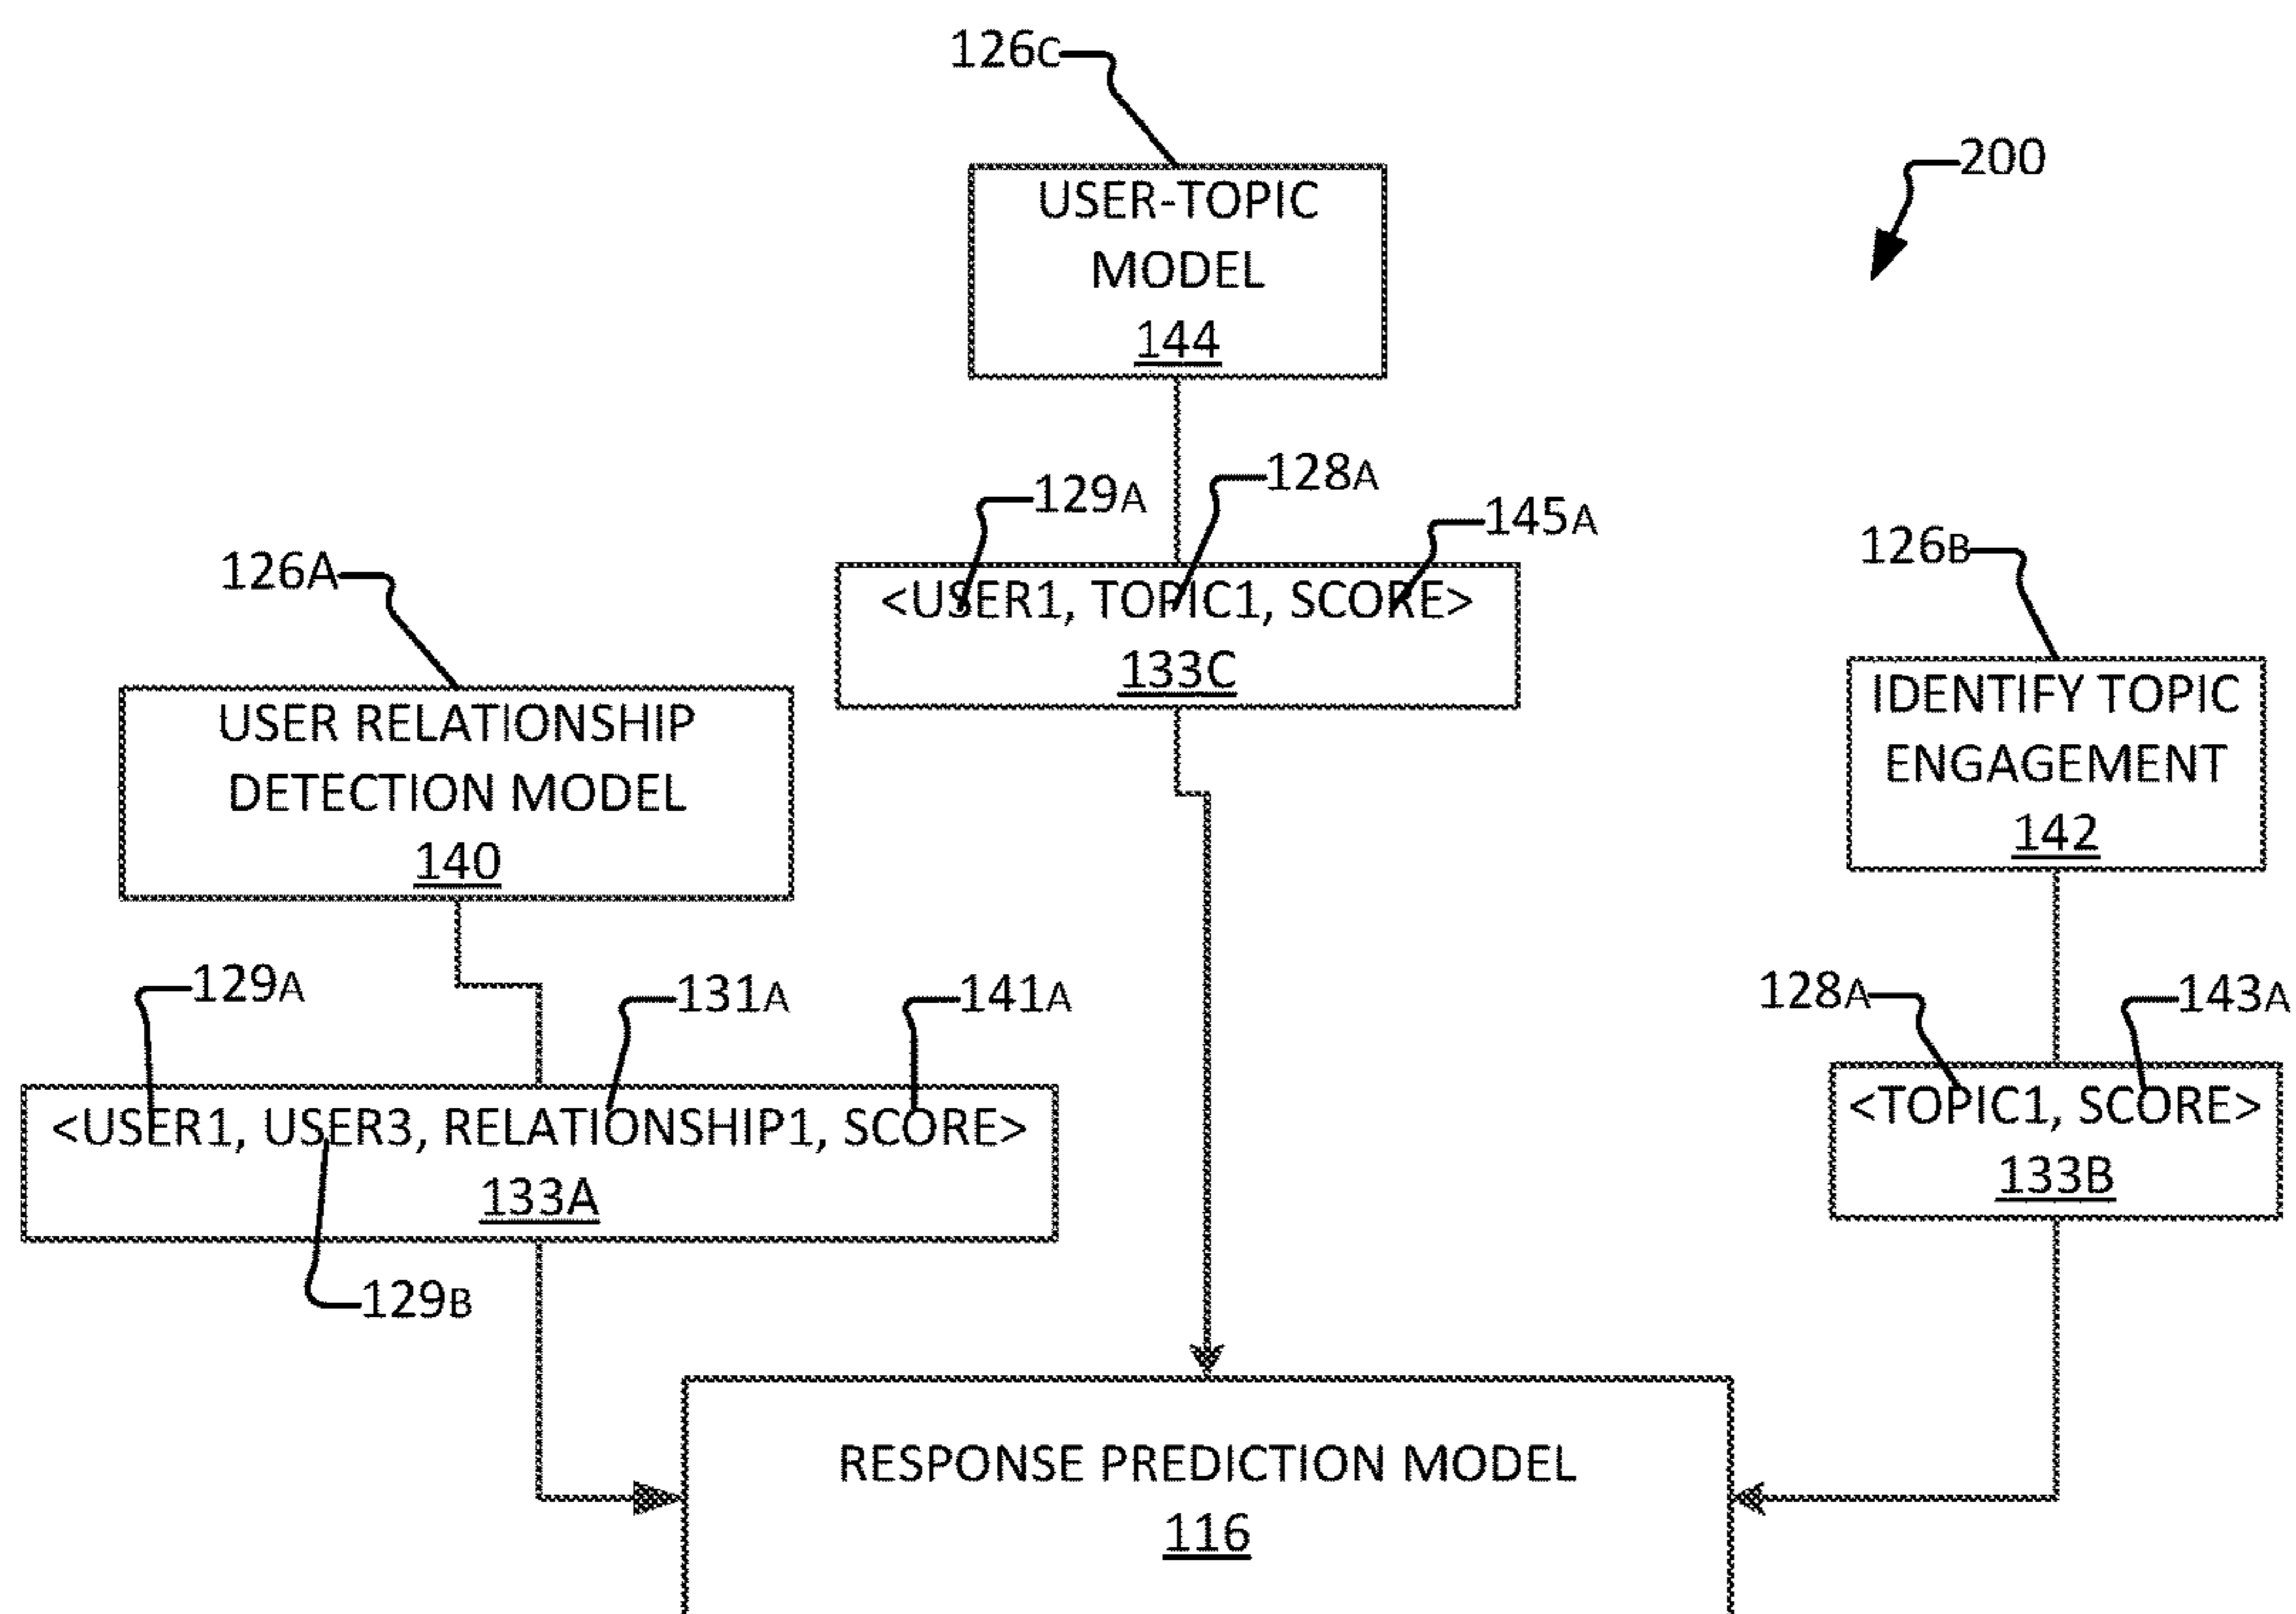 126C
200
USER-TOPIC
MODEL
144
129A
128A
145A
126B
126A
<USER1, TOPIC1, SCORE>
133C
USER RELATIONSHIP
DETECTION MODEL
140
IDENTIFY TOPIC
ENGAGEMENT
142
129A
131A
141A
128A
143A
<USER1, USER3, RELATIONSHIP1, SCORE>
133A
<TOPIC1, SCORE>
133B
129B
RESPONSE PREDICTION MODEL
116